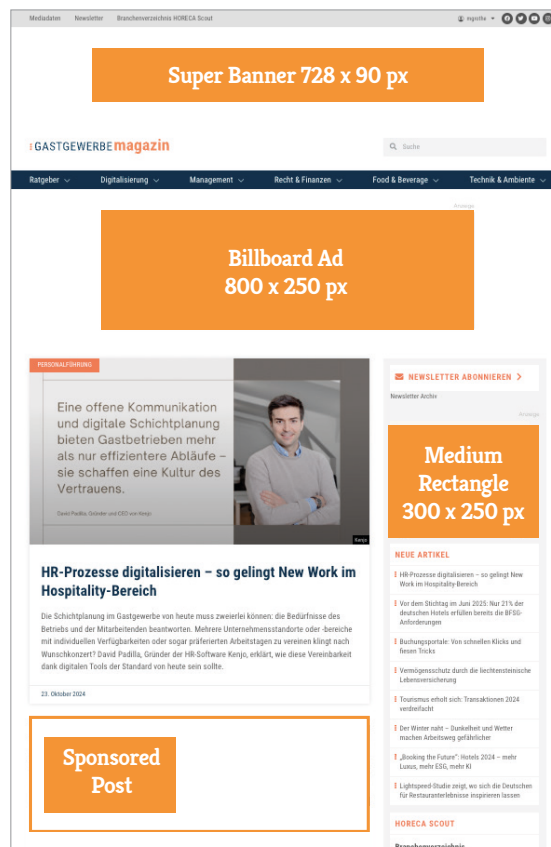 Mediadaten Newsletter Branchenverzeichnis HORECA Scout
Super Banner 728 x 90 px
GASTGEWERBEmagazin
Suche
Ratgeber Digitalisierung Management Recht & Finanzen Food & Beverage Technik & Ambiente
Anzeige
Billboard Ad
800 x 250 px
PERSONALFÜHRUNG
Eine offene Kommunikation
und digitale Schichtplanung
bieten Gastbetrieben mehr
als nur effizientere Abläufe –
sie schaffen eine Kultur des
Vertrauens.
David Padilla, Gründer und CEO von Kenjo
Kenjo
HR-Prozesse digitalisieren – so gelingt New Work im
Hospitality-Bereich
Die Schichtplanung im Gastgewerbe von heute muss zweierlei können: die Bedürfnisse des
Betriebs und der Mitarbeitenden beantworten. Mehrere Unternehmensstandorte oder -bereiche
mit individuellen Verfügbarkeiten oder sogar präferierten Arbeitstagen zu vereinen klingt nach
Wunschkonzert? David Padilla, Gründer der HR-Software Kenjo, erklärt, wie diese Vereinbarkeit
dank digitalen Tools der Standard von heute sein sollte.
23. Oktober 2024
Sponsored
Post
NEWSLETTER ABONNIEREN
Newsletter Archiv
Anzeige
Medium
Rectangle
300 x 250 px
NEUE ARTIKEL
HR-Prozesse digitalisieren – so gelingt New
Work im Hospitality-Bereich
Vor dem Stichtag im Juni 2025: Nur 21% der
deutschen Hotels erfüllen bereits die BFSG-
Anforderungen
Buchungsportale: Von schnellen Klicks und
fiesen Tricks
Vermögensschutz durch die liechtensteinische
Lebensversicherung
Tourismus erholt sich: Transaktionen 2024
verdreifacht
Der Winter naht – Dunkelheit und Wetter
machen Arbeitsweg gefährlicher
„Booking the Future": Hotels 2024 – mehr
Luxus, mehr ESG, mehr KI
Lightspeed-Studie zeigt, wo sich die Deutschen
für Restauranterlebnisse inspirieren lassen
HORECA SCOUT
Branchenverzeichnis